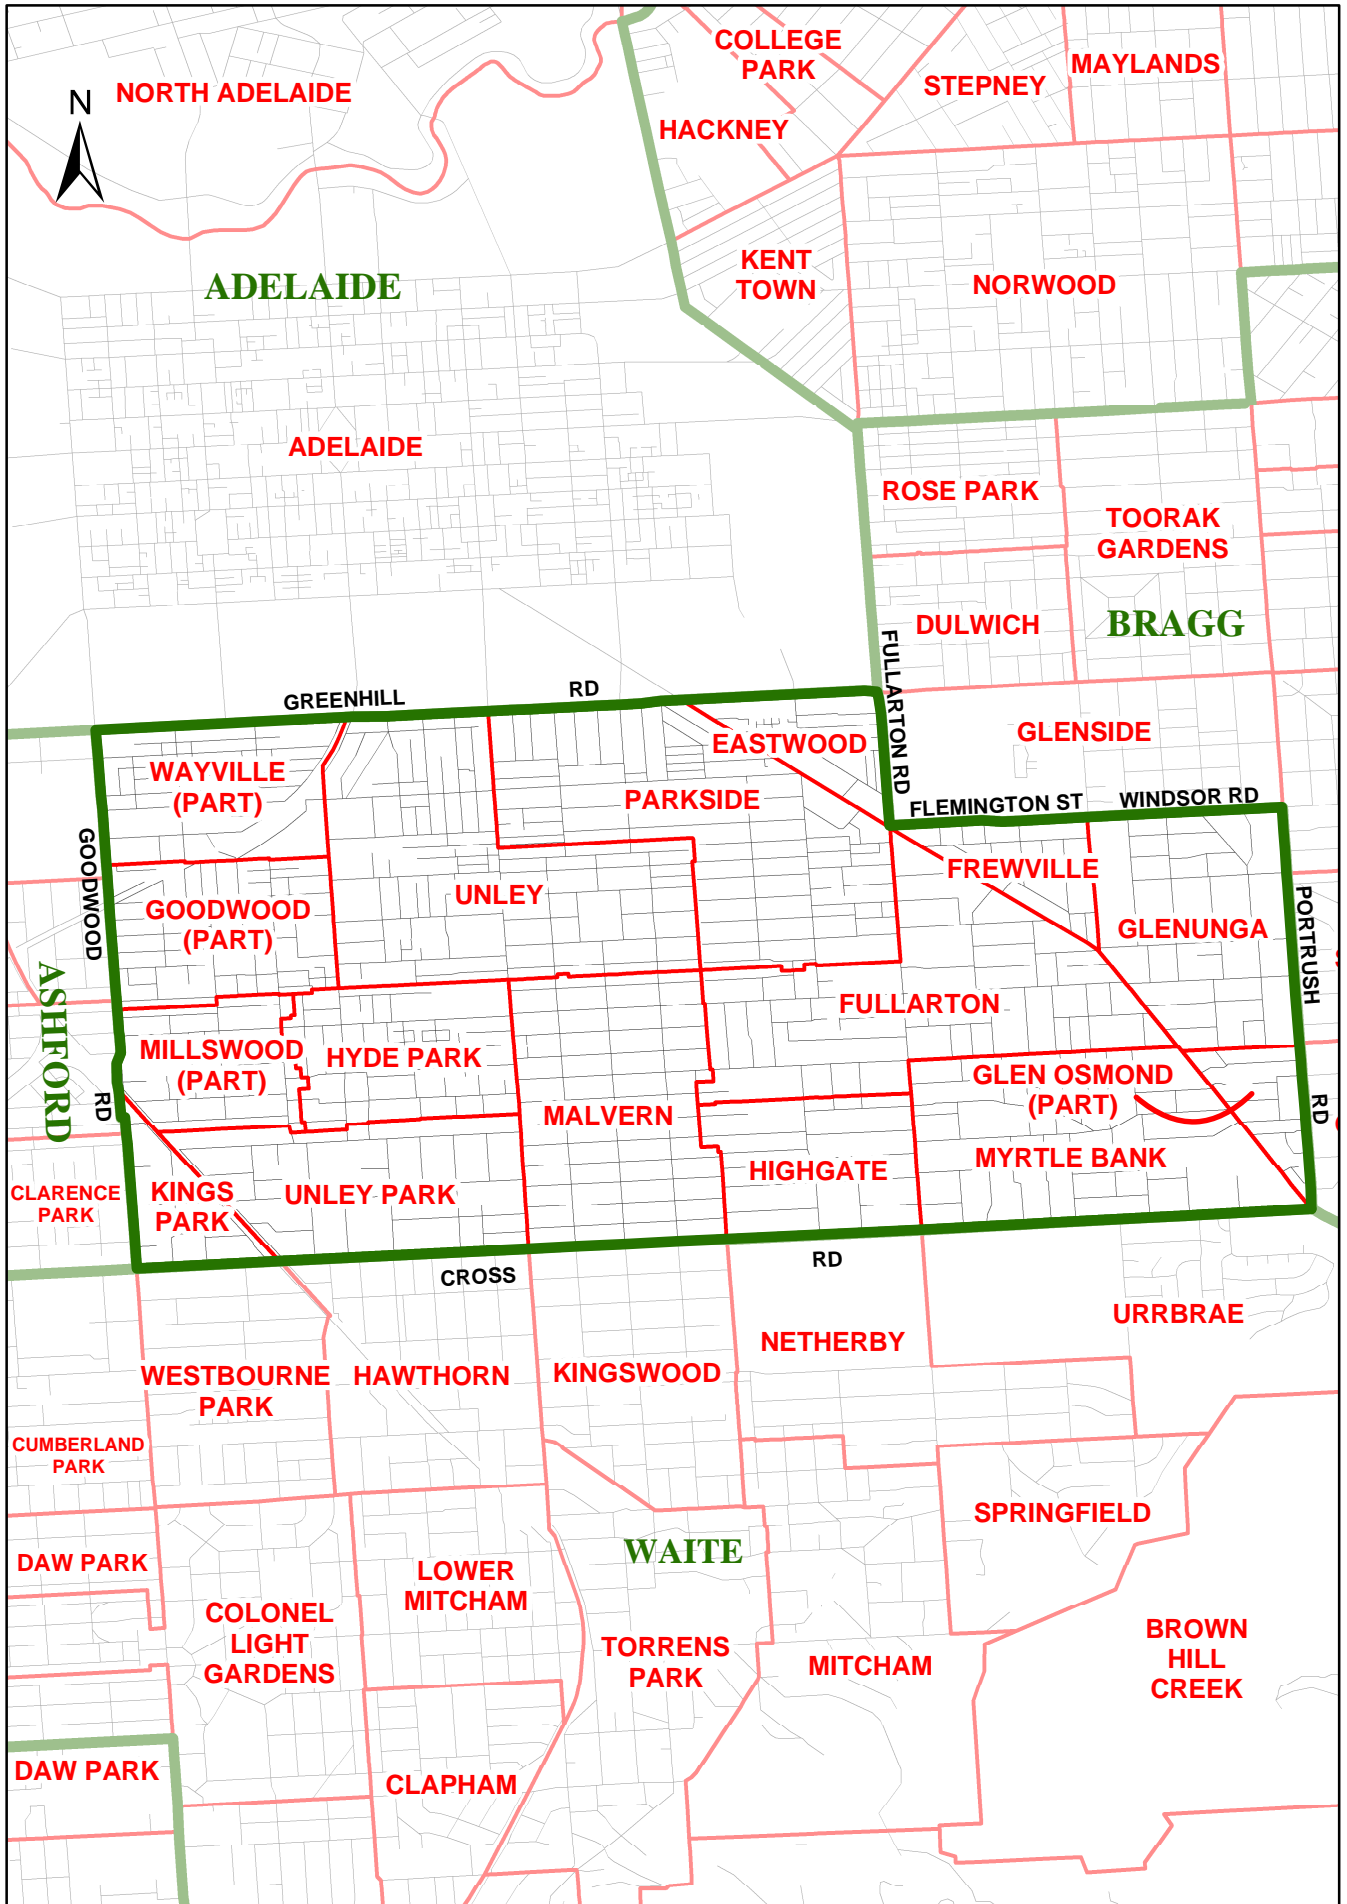 COLLEGE
PARK
MAYLANDS
STEPNEY
N
NORTH ADELAIDE
HACKNEY
KENT
TOWN
NORWOOD
ADELAIDE
ADELAIDE
ROSE PARK
TOORAK
GARDENS
DULWICH
BRAGG
FULLARTON RD
GREENHILL
RD
GLENSIDE
EASTWOOD
WAYVILLE
(PART)
PARKSIDE
FLEMINGTON ST
WINDSOR RD
GOODWOOD
RD
FREWVILLE
UNLEY
GOODWOOD
(PART)
GLENUNGA
PORTRUSH
RD
ASHFORD
FULLARTON
MILLSWOOD
(PART)
HYDE PARK
GLEN OSMOND
(PART)
MALVERN
MYRTLE BANK
HIGHGATE
CLARENCE
PARK
KINGS
PARK
UNLEY PARK
CROSS
RD
URRBRAE
NETHERBY
WESTBOURNE
PARK
HAWTHORN
KINGSWOOD
CUMBERLAND
PARK
SPRINGFIELD
WAITE
DAW PARK
LOWER
MITCHAM
COLONEL
LIGHT
GARDENS
TORRENS
PARK
MITCHAM
BROWN
HILL
CREEK
DAW PARK
CLAPHAM